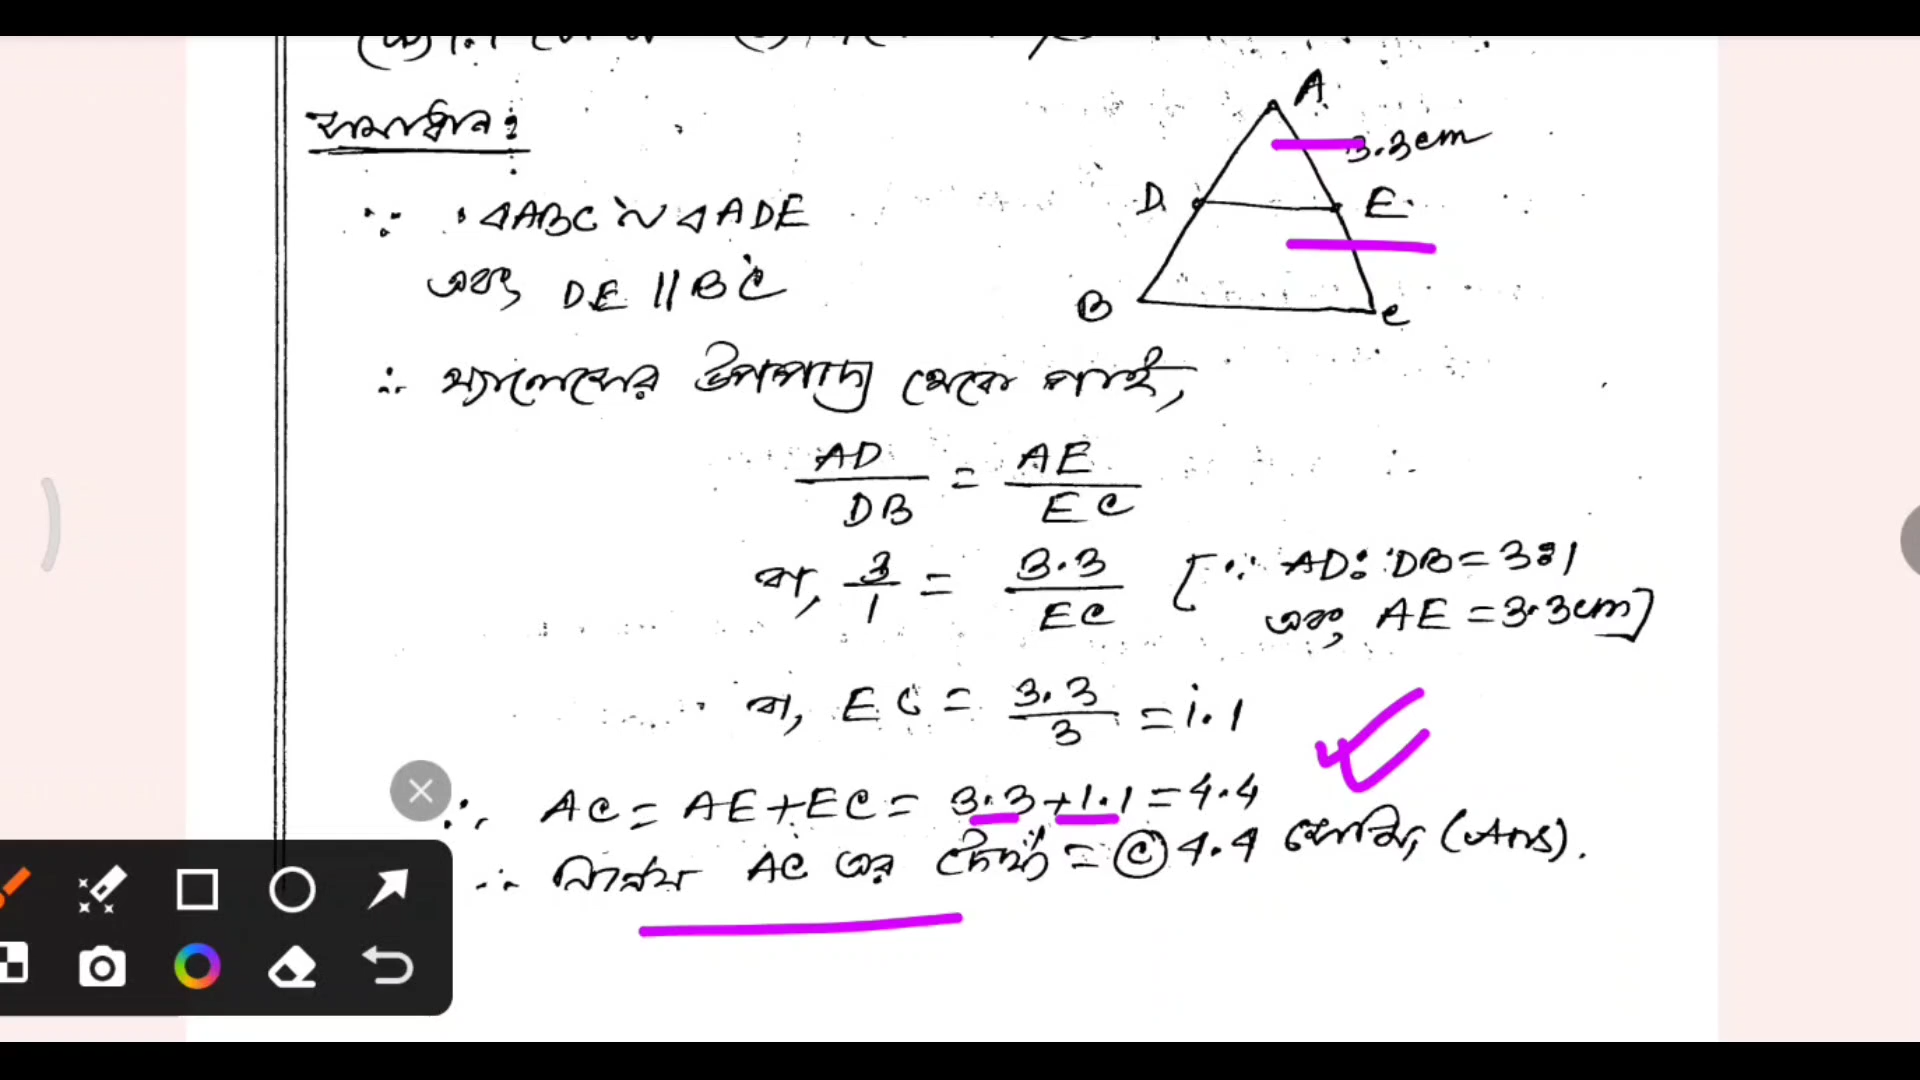 সমাধান :
A
3.3cm
D
E
B
C
∵ △ABC ~ △ADE
এবং DE || BC
∴ থ্যালেসের উপপাদ্য থেকে পাই,
AD/DB = AE/EC
বা, 3/1 = 3.3/EC [∵ AD : DB = 3:1
এবং AE = 3.3cm]
বা, EC = 3.3/3 = 1.1
∴ AC = AE+EC = 3.3+1.1 = 4.4
∴ নির্ণেয় AC এর দৈর্ঘ্য = (C) 4.4 সেমি, (Ans).